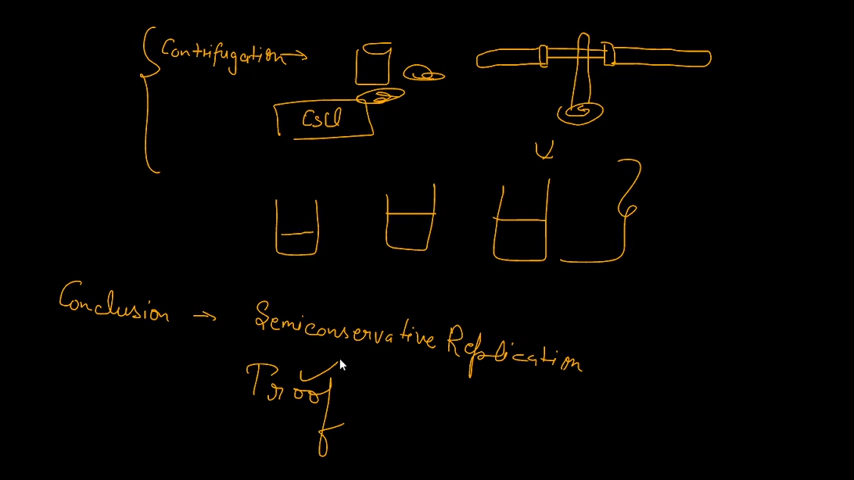 Centrifugation →
CsCl
Conclusion → Semiconservative Replication
Proof